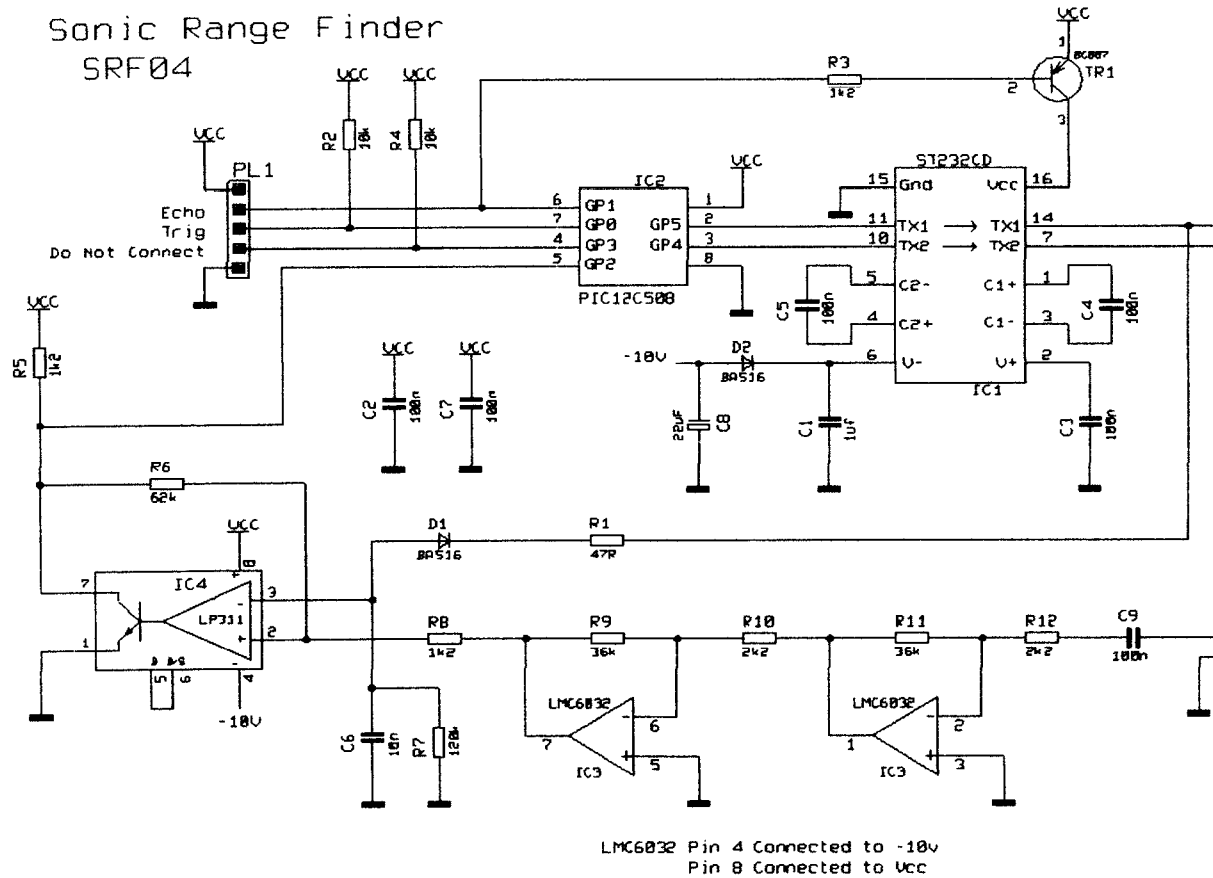 Sonic Range Finder
SRF04
VCC
1
BC807
TR1
2
3
R3
1k2
VCC
VCC
R2
10k
R4
10k
VCC
PL1
Echo
Trig
Do Not Connect
IC2
VCC
6 GP1 1
7 GP0 GP5 2
4 GP3 GP4 3
5 GP2 8
PIC12C508
ST232CD
15 Gnd Vcc 16
11 TX1 TX1 14
10 TX2 TX2 7
5 C2- C1+ 1
4 C2+ C1- 3
6 V- V+ 2
IC1
C5
100n
C4
100n
VCC
R5
1k2
VCC
VCC
C2
100n
C7
100n
-10V
D2
BAS16
22uF
C8
C1
1uf
C3
100n
R6
62k
VCC
8
+
D1
BAS16
R1
47R
7
IC4
LP311
- 3
+ 2
1
5
6
-
4
-10V
R8
1k2
R9
36k
R10
2k2
R11
36k
R12
2k2
C9
100n
LMC6032
- 6
7
+ 5
IC3
LMC6032
- 2
1
+ 3
IC3
C6
10n
R7
120k
LMC6032 Pin 4 Connected to -10v
Pin 8 Connected to Vcc